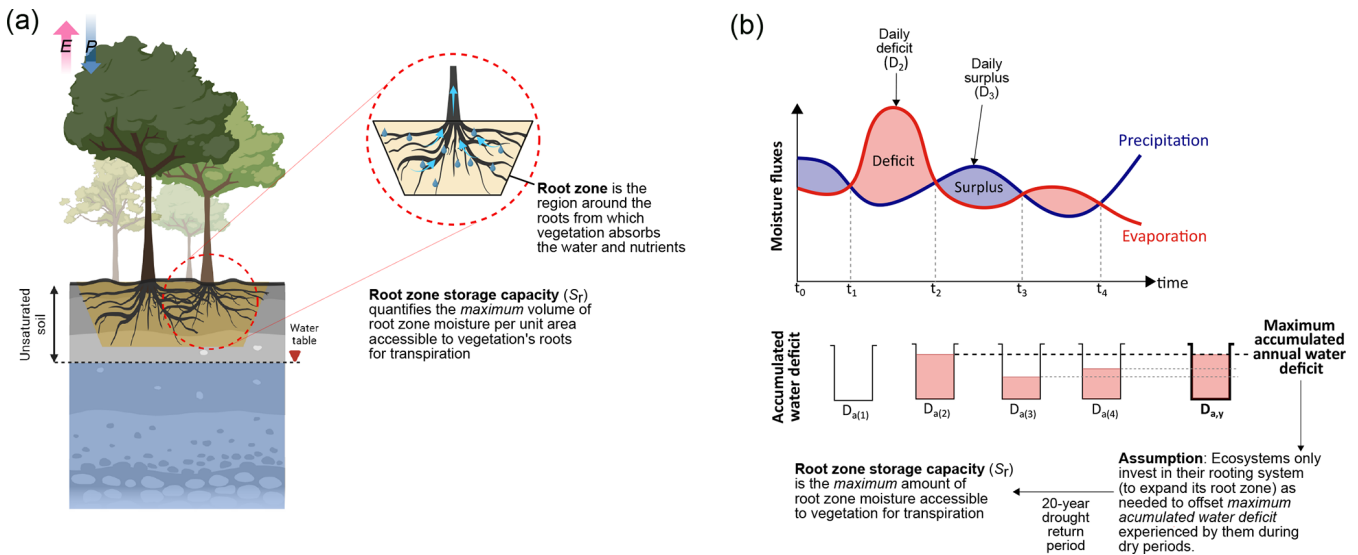 (a)
E P
Root zone is the
region around the
roots from which
vegetation absorbs
the water and nutrients
Root zone storage capacity (Sr)
quantifies the maximum volume of
root zone moisture per unit area
accessible to vegetation's roots
for transpiration
Unsaturated
soil
Water
table
(b)
Daily
deficit
(D2)
Daily
surplus
(D3)
Moisture fluxes
Deficit
Surplus
Precipitation
Evaporation
t0 t1 t2 t3 t4 time
Accumulated
water deficit
Da(1) Da(2) Da(3) Da(4) Da,y
Maximum
accumulated
annual water
deficit
Assumption: Ecosystems only
invest in their rooting system
(to expand its root zone) as
needed to offset maximum
acumulated water deficit
experienced by them during
dry periods.
20-year
drought
return
period
Root zone storage capacity (Sr)
is the maximum amount of
root zone moisture accessible
to vegetation for transpiration